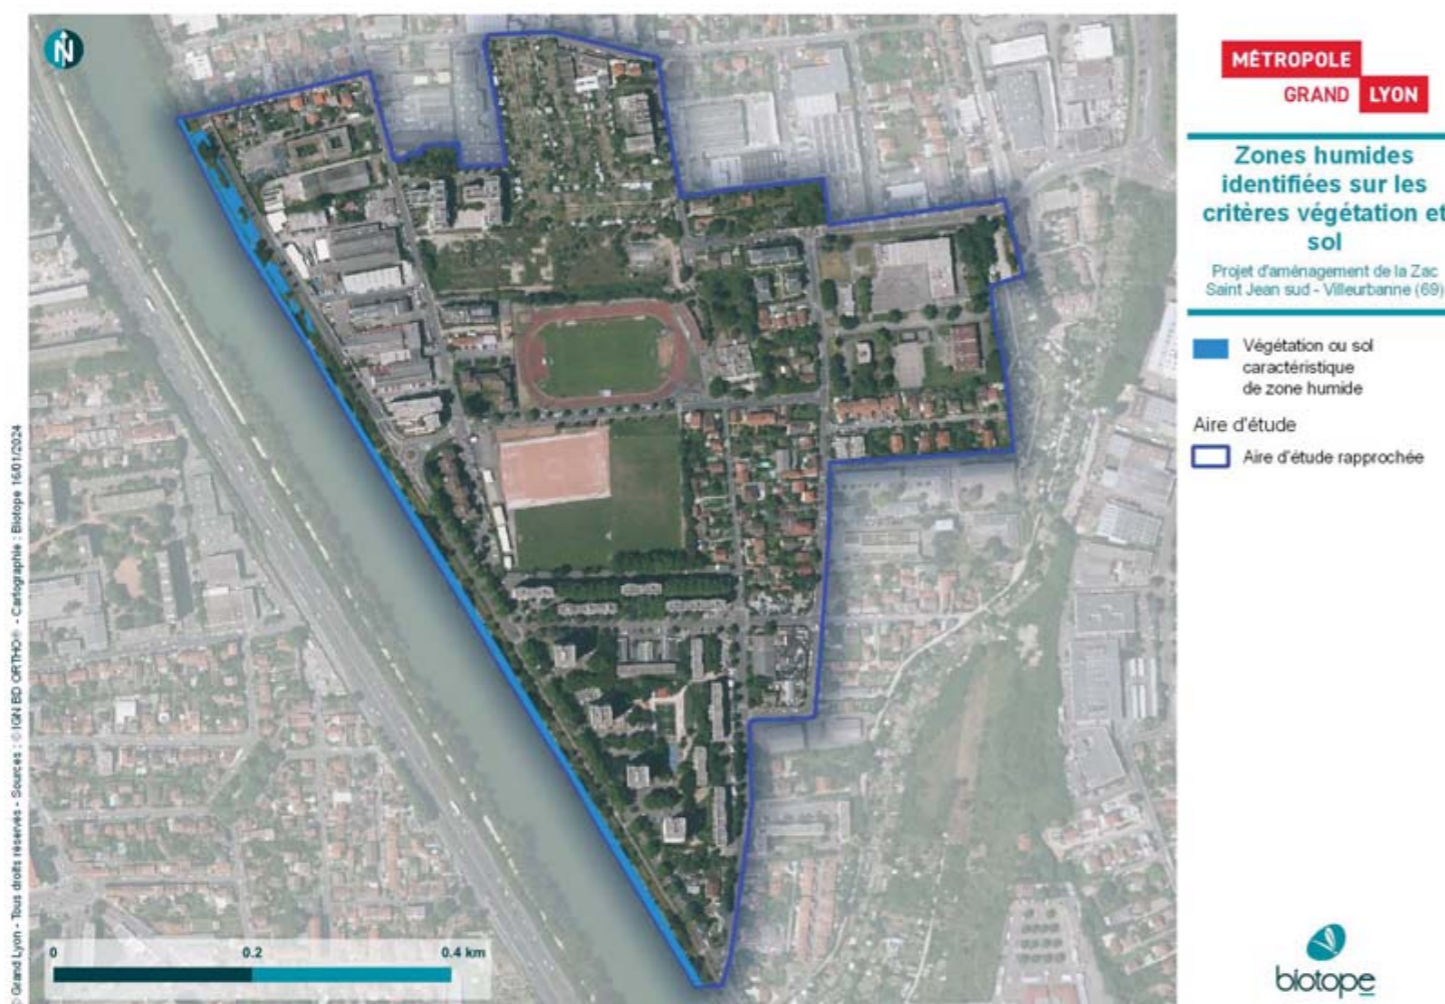 N
MÉTROPOLE
GRAND LYON
Zones humides
identifiées sur les
critères végétation et
sol
Projet d'aménagement de la Zac
Saint Jean sud - Villeurbanne (69)
Végétation ou sol
caractéristique
de zone humide
Aire d'étude
Aire d'étude rapprochée
© Grand Lyon - Tous droits réservés - Sources : © IGN BD ORTHO® - Cartographie : Biotope 16/01/2024
0 0.2 0.4 km
biotope